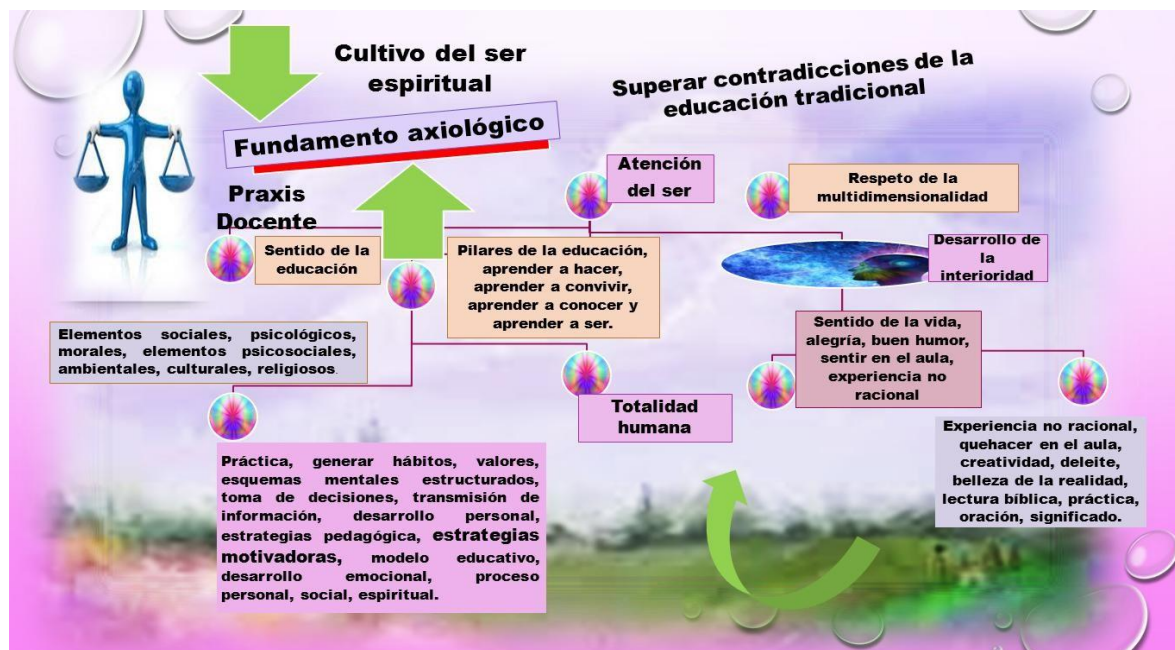 Cultivo del ser
espiritual
Superar contradicciones de la
educación tradicional
Fundamento axiológico
Praxis
Docente
Atención
del ser
Respeto de la
multidimensionalidad
Sentido de la
educación
Pilares de la educación,
aprender a hacer,
aprender a convivir,
aprender a conocer y
aprender a ser.
Desarrollo de
la
interioridad
Elementos sociales, psicológicos,
morales, elementos psicosociales,
ambientales, culturales, religiosos.
Sentido de la vida,
alegría, buen humor,
sentir en el aula,
experiencia no
racional
Totalidad
humana
Experiencia no racional,
quehacer en el aula,
creatividad, deleite,
belleza de la realidad,
lectura bíblica, práctica,
oración, significado.
Práctica, generar hábitos, valores,
esquemas mentales estructurados,
toma de decisiones, transmisión de
información, desarrollo personal,
estrategias pedagógica, estrategias
motivadoras, modelo educativo,
desarrollo emocional, proceso
personal, social, espiritual.